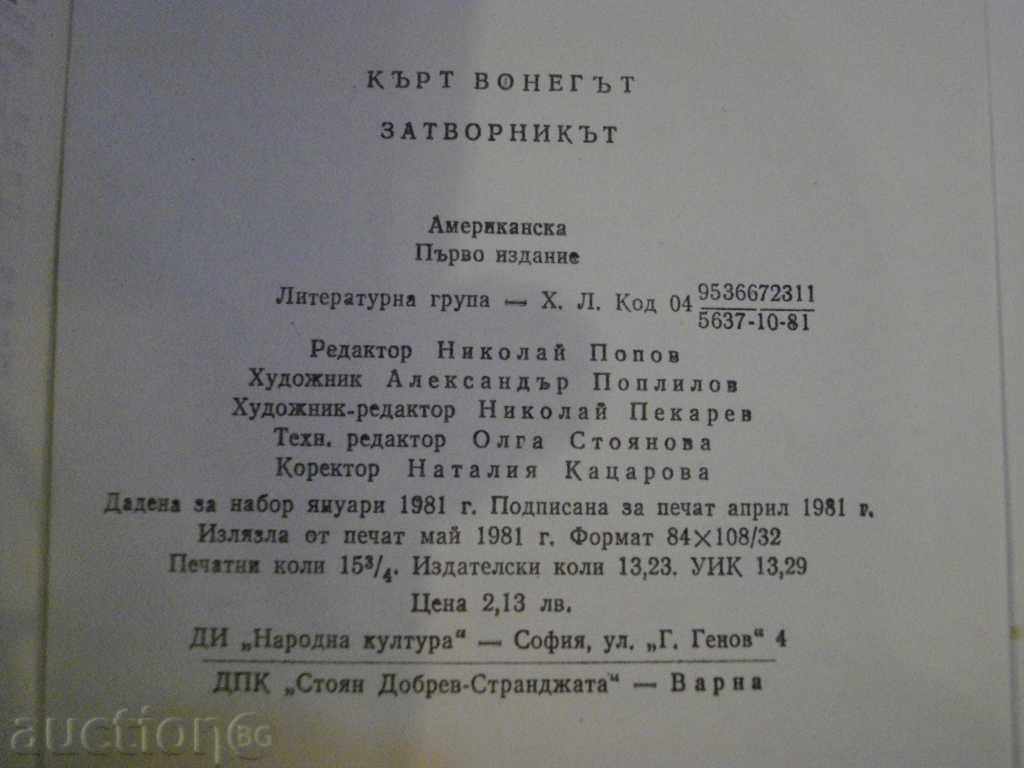 КЪРТ ВОНЕГЪТ
ЗАТВОРНИКЪТ
Американска
Първо издание
Литературна група — Х. Л. Код 04 9536672311
5637-10-81
Редактор Николай Попов
Художник Александър Поплилов
Художник-редактор Николай Пекарев
Техн. редактор Олга Стоянова
Коректор Наталия Кацарова
Дадена за набор януари 1981 г. Подписана за печат април 1981 г.
Излязла от печат май 1981 г. Формат 84×108/32
Печатни коли 15³/₄. Издателски коли 13,23. УИК 13,29
Цена 2,13 лв.
ДИ „Народна култура“ — София, ул. „Г. Генов“ 4
ДПК „Стоян Добрев-Странджата“ — Варна
auction BG